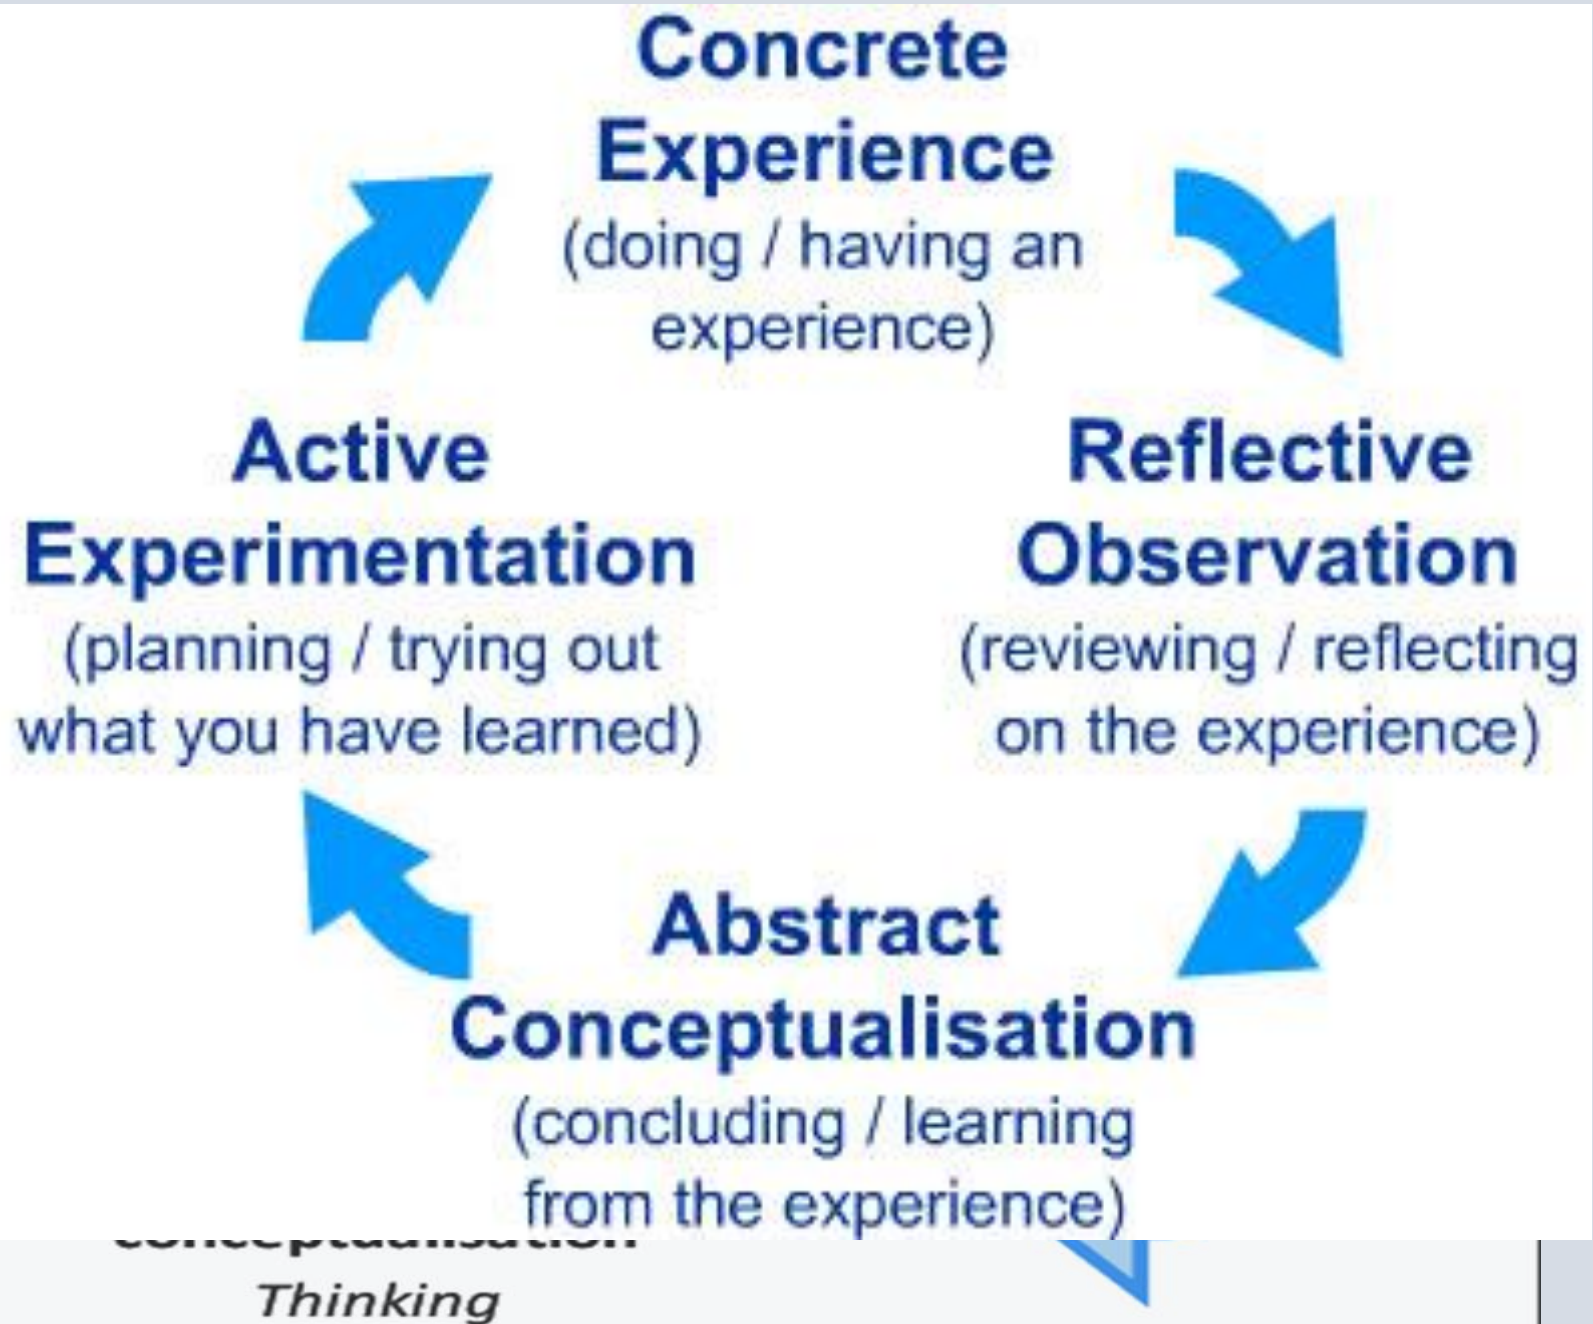 Concrete
Experience
(doing / having an
experience)
Reflective
Observation
(reviewing / reflecting
on the experience)
Abstract
Conceptualisation
(concluding / learning
from the experience)
Active
Experimentation
(planning / trying out
what you have learned)
conceptualisation
Thinking